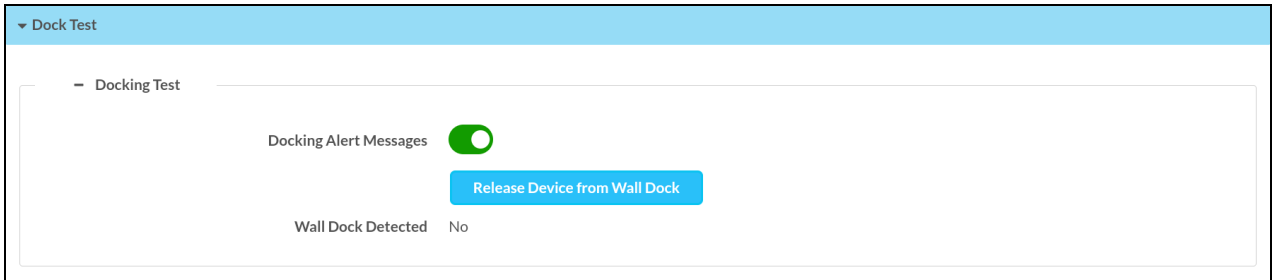 Dock Test
Docking Test
Docking Alert Messages
Release Device from Wall Dock
Wall Dock Detected No